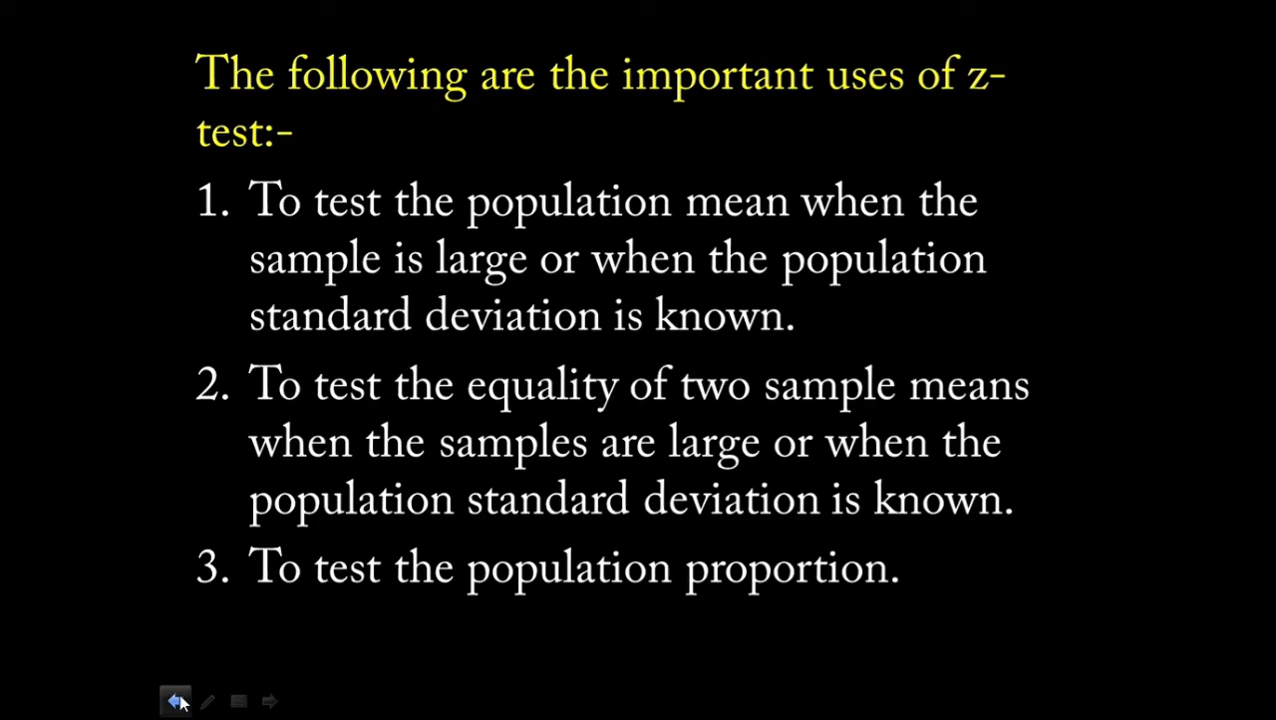 The following are the important uses of z-
test:-
1. To test the population mean when the
sample is large or when the population
standard deviation is known.
2. To test the equality of two sample means
when the samples are large or when the
population standard deviation is known.
3. To test the population proportion.